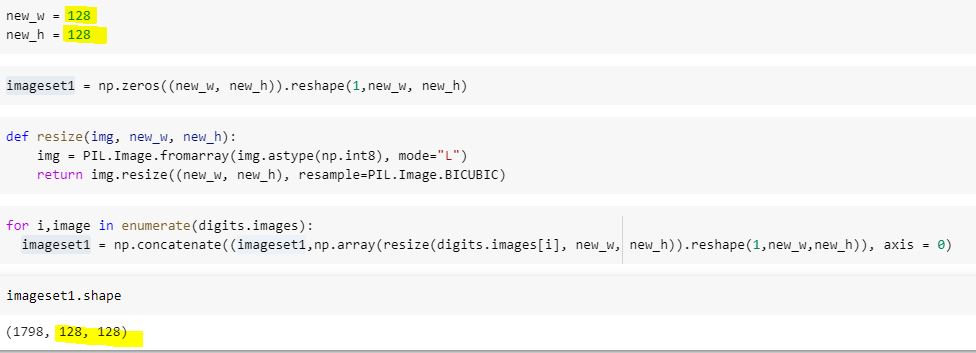 new_w = 128
new_h = 128
imageset1 = np.zeros((new_w, new_h)).reshape(1,new_w, new_h)
def resize(img, new_w, new_h):
    img = PIL.Image.fromarray(img.astype(np.int8), mode="L")
    return img.resize((new_w, new_h), resample=PIL.Image.BICUBIC)
for i,image in enumerate(digits.images):
  imageset1 = np.concatenate((imageset1,np.array(resize(digits.images[i], new_w, new_h)).reshape(1,new_w,new_h)), axis = 0)
imageset1.shape
(1798, 128, 128)